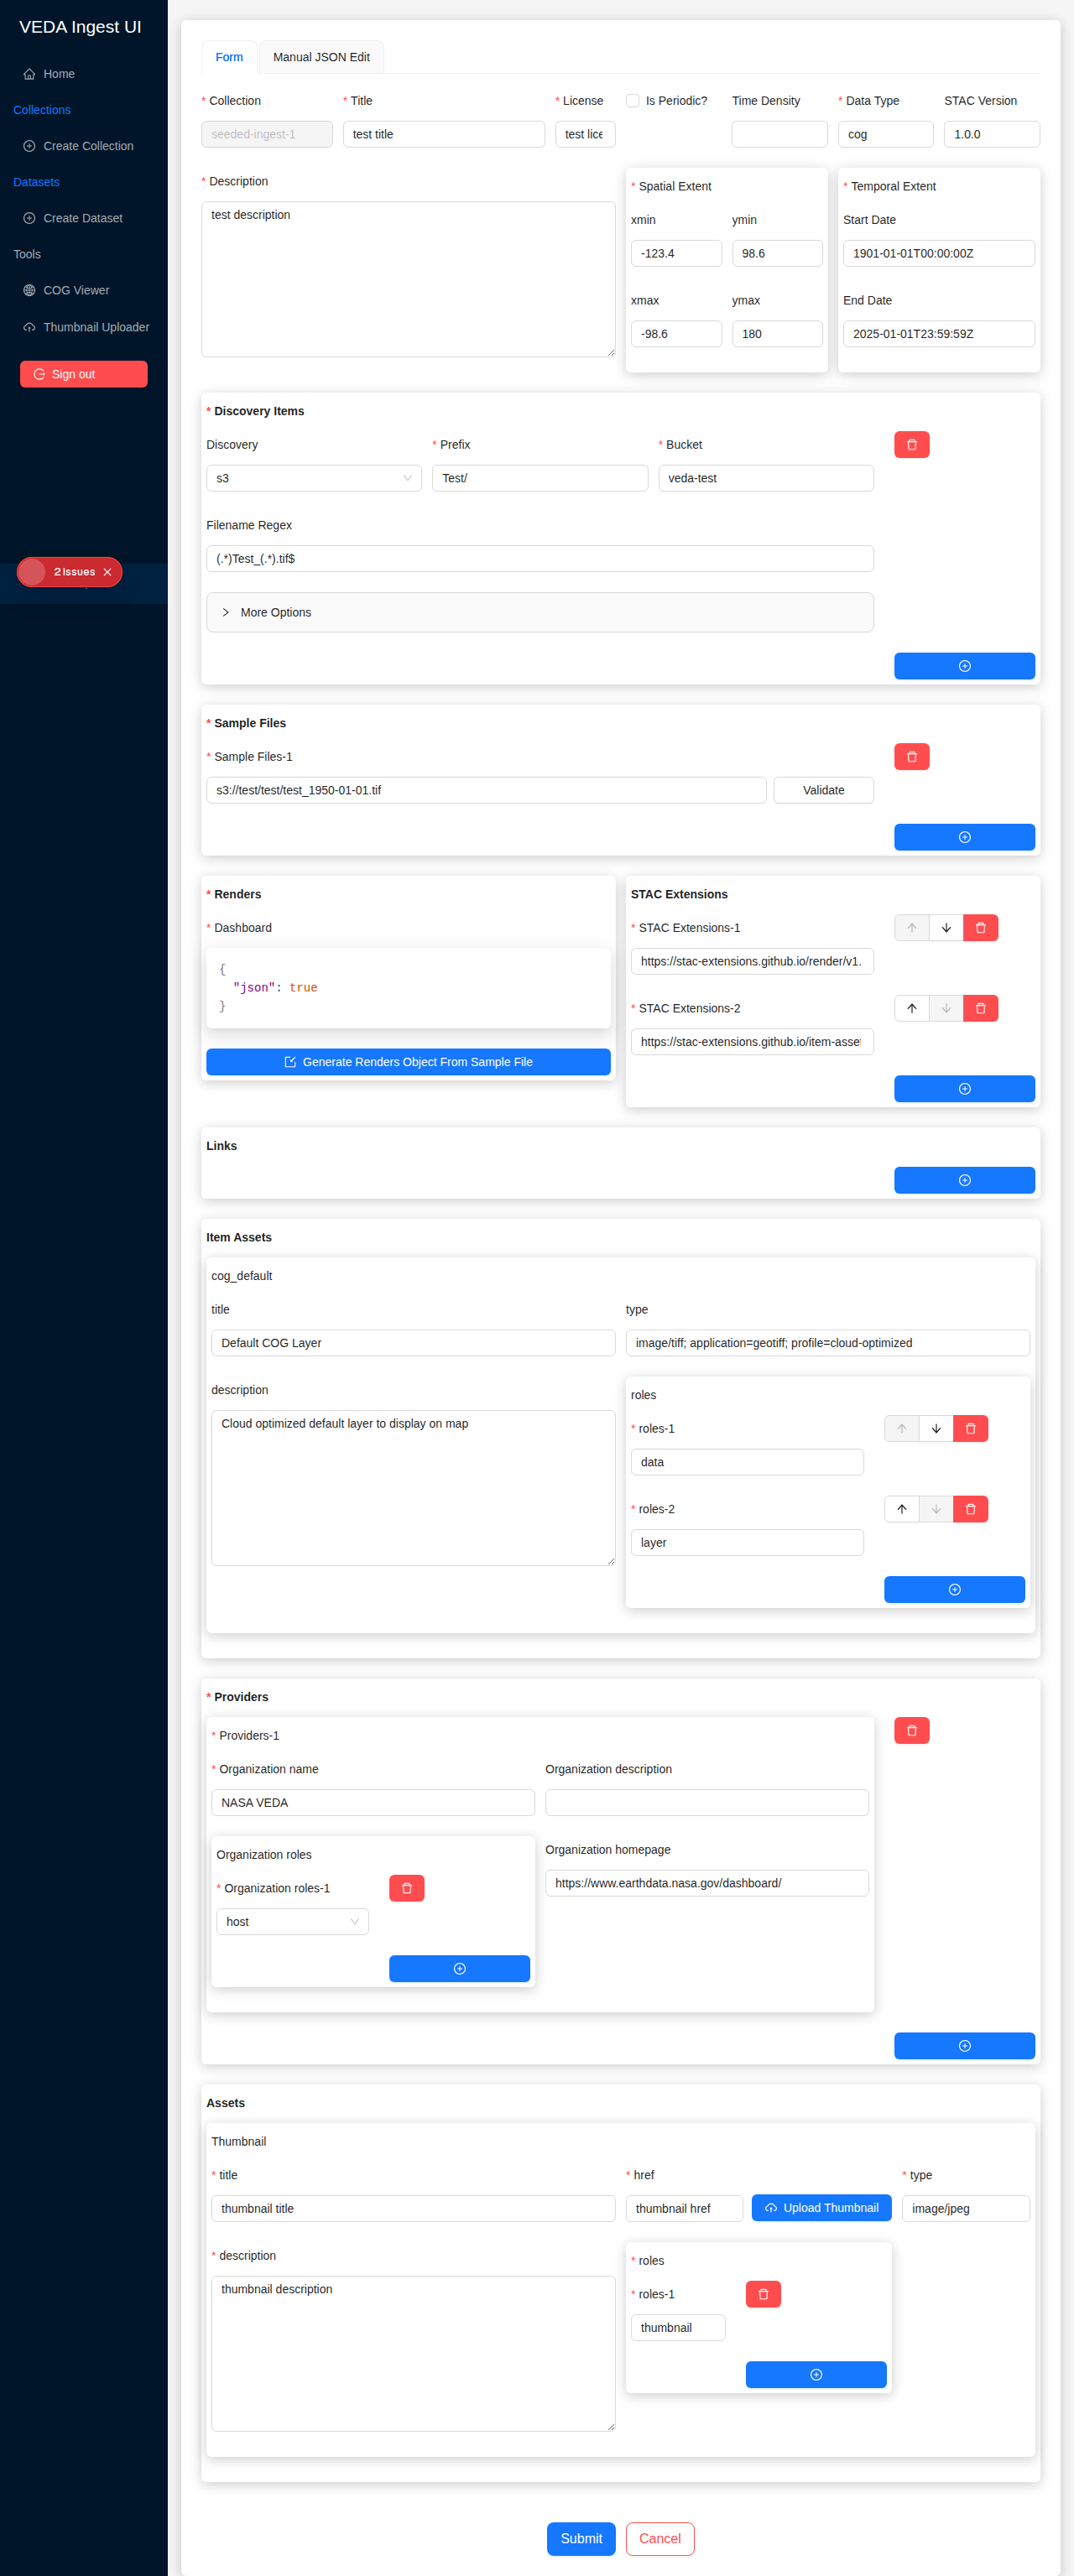 VEDA Ingest UI
Home
Collections
Create Collection
Datasets
Create Dataset
Tools
COG Viewer
Thumbnail Uploader
Sign out
2 Issues
Form
Manual JSON Edit
* Collection
* Title
* License
Is Periodic?
Time Density
* Data Type
STAC Version
seeded-ingest-1
test title
test lice
cog
1.0.0
* Description
test description
* Spatial Extent
xmin
ymin
-123.4
98.6
xmax
ymax
-98.6
180
* Temporal Extent
Start Date
1901-01-01T00:00:00Z
End Date
2025-01-01T23:59:59Z
* Discovery Items
Discovery
* Prefix
* Bucket
s3
Test/
veda-test
Filename Regex
(.*)Test_(.*).tif$
More Options
* Sample Files
* Sample Files-1
s3://test/test/test_1950-01-01.tif
Validate
* Renders
* Dashboard
{
"json": true
}
Generate Renders Object From Sample File
STAC Extensions
* STAC Extensions-1
https://stac-extensions.github.io/render/v1.
* STAC Extensions-2
https://stac-extensions.github.io/item-asset
Links
Item Assets
cog_default
title
type
Default COG Layer
image/tiff; application=geotiff; profile=cloud-optimized
description
Cloud optimized default layer to display on map
roles
* roles-1
data
* roles-2
layer
* Providers
* Providers-1
* Organization name
Organization description
NASA VEDA
Organization roles
* Organization roles-1
host
Organization homepage
https://www.earthdata.nasa.gov/dashboard/
Assets
Thumbnail
* title
* href
* type
thumbnail title
thumbnail href
Upload Thumbnail
image/jpeg
* description
thumbnail description
* roles
* roles-1
thumbnail
Submit
Cancel